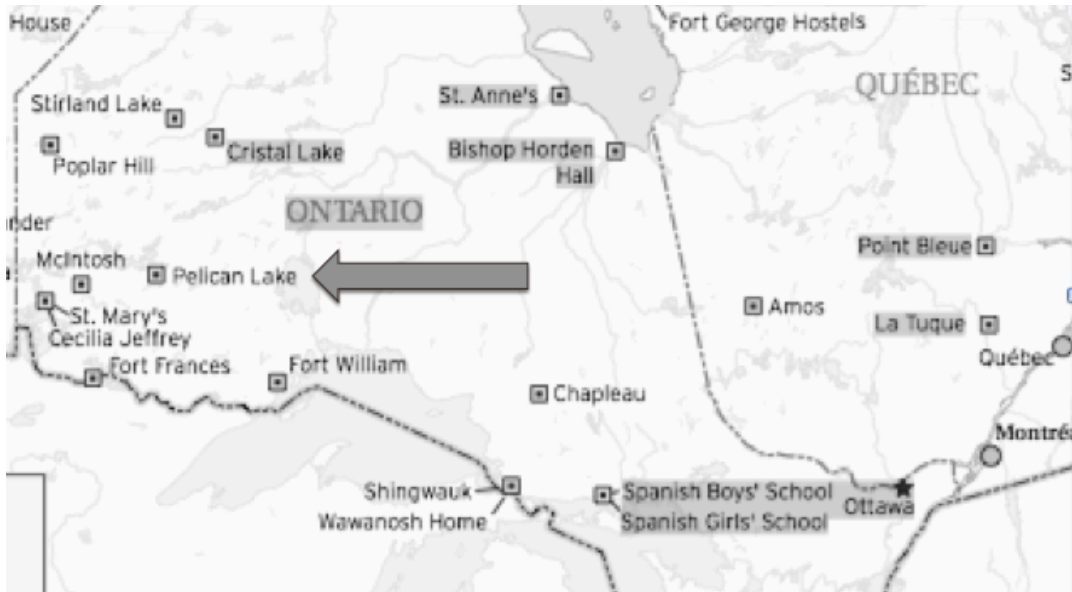 House
Fort George Hostels
QUÉBEC
St. Anne's
Stirland Lake
Cristal Lake
Poplar Hill
Bishop Horden
Hall
ONTARIO
Point Bleue
McIntosh
Pelican Lake
St. Mary's
Cecilia Jeffrey
Amos
La Tuque
Québec
Fort Frances
Fort William
Chapleau
Shingwauk
Wawanosh Home
Spanish Boys' School
Spanish Girls' School
Ottawa